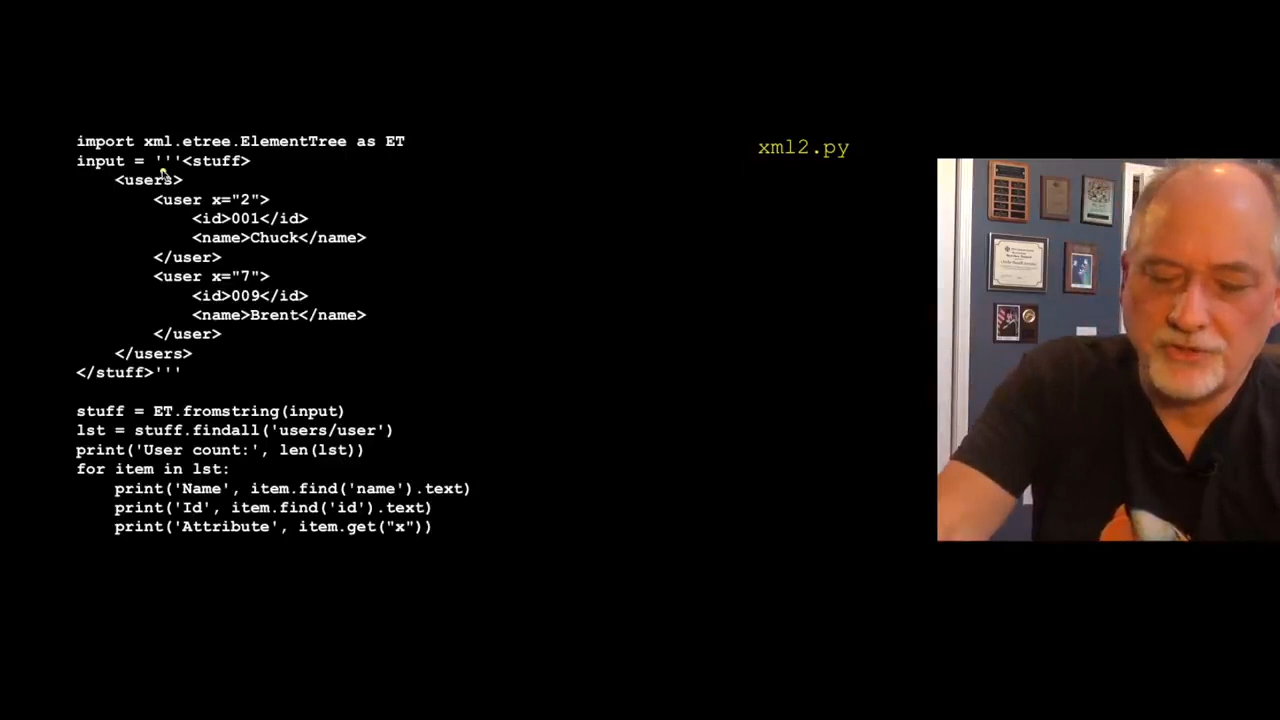 import xml.etree.ElementTree as ET
input = '''<stuff>
    <users>
        <user x="2">
            <id>001</id>
            <name>Chuck</name>
        </user>
        <user x="7">
            <id>009</id>
            <name>Brent</name>
        </user>
    </users>
</stuff>'''

stuff = ET.fromstring(input)
lst = stuff.findall('users/user')
print('User count:', len(lst))
for item in lst:
    print('Name', item.find('name').text)
    print('Id', item.find('id').text)
    print('Attribute', item.get("x"))
xml2.py